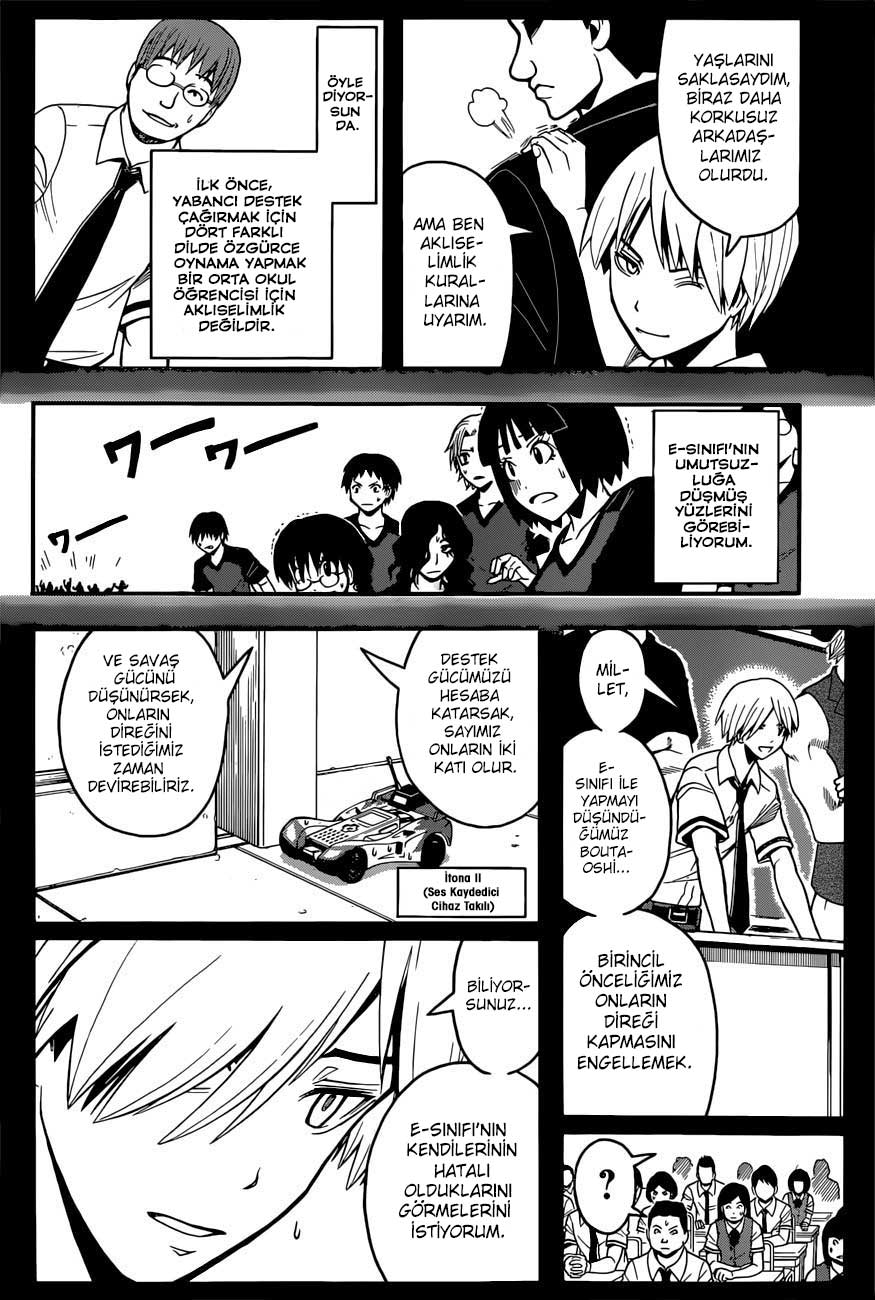 YAŞLARINI
SAKLASAYDIM,
BİRAZ DAHA
KORKUSUZ
ARKADAŞ-
LARIMIZ
OLURDU.
AMA BEN
AKLISE-
LİMLİK
KURAL-
LARINA
UYARIM.
ÖYLE
DİYOR-
SUN
DA.
İLK ÖNCE,
YABANCI DESTEK
ÇAĞIRMAK İÇİN
DÖRT FARKLI
DİLDE ÖZGÜRCE
OYNAMA YAPMAK
BİR ORTA OKUL
ÖĞRENCİSİ İÇİN
AKLISELİMLİK
DEĞİLDİR.
E-SINIFI'NIN
UMUTSUZ-
LUĞA
DÜŞMÜŞ
YÜZLERİNİ
GÖREBİ-
LİYORUM.
ワー
ワー
ワー
MİL-
LET,
E-
SINIFI İLE
YAPMAYI
DÜŞÜNDÜ-
ĞÜMÜZ
BOUTA-
OSHI...
BİRİNCİL
ÖNCELİĞİMİZ
ONLARIN
DİREĞİ
KAPMASINI
ENGELLEMEK.
DESTEK
GÜCÜMÜZÜ
HESABA
KATARSAK,
SAYIMIZ
ONLARIN İKİ
KATI OLUR.
VE SAVAŞ
GÜCÜNÜ
DÜŞÜNÜRSEK,
ONLARIN
DİREĞİNİ
İSTEDİĞİMİZ
ZAMAN
DEVİREBİLİRİZ.
İtona II
(Ses Kaydedici
Cihaz Takılı)
?
BİLİYOR-
SUNUZ...
E-SINIFI'NIN
KENDİLERİNİN
HATALI
OLDUKLARINI
GÖRMELERİNİ
İSTİYORUM.